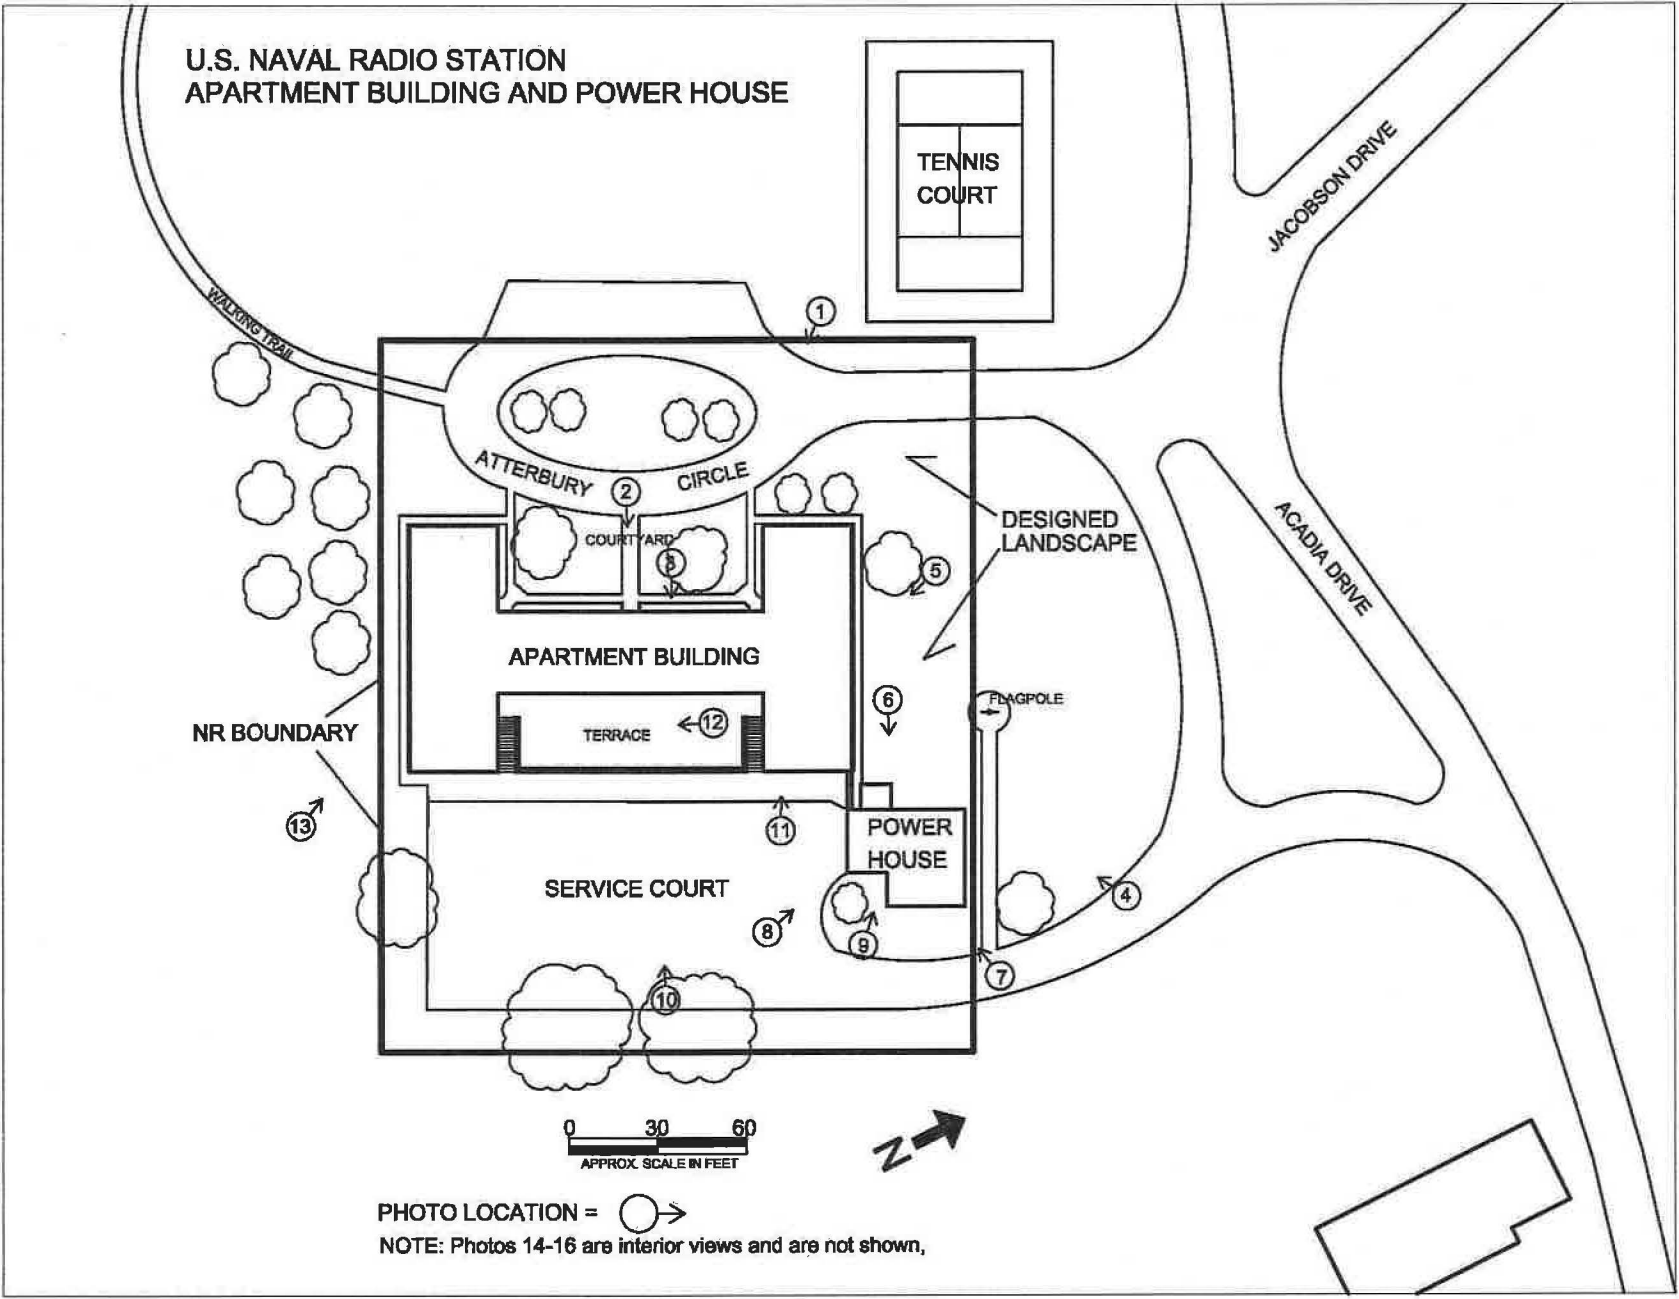 U.S. NAVAL RADIO STATION
APARTMENT BUILDING AND POWER HOUSE
TENNIS
COURT
JACOBSON DRIVE
WALKING TRAIL
1
ATTERBURY CIRCLE
2
COURTYARD
3
DESIGNED
LANDSCAPE
5
ACADIA DRIVE
APARTMENT BUILDING
6
FLAGPOLE
NR BOUNDARY
TERRACE
12
13
11
POWER
HOUSE
SERVICE COURT
4
8
9
7
10
N
0 30 60
APPROX. SCALE IN FEET
PHOTO LOCATION =
NOTE: Photos 14-16 are interior views and are not shown,